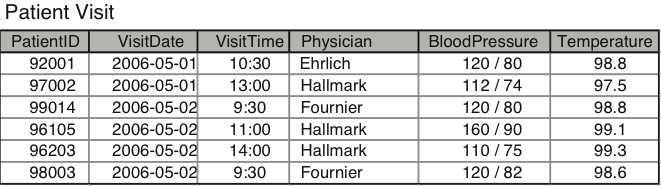 Patient Visit
PatientID VisitDate VisitTime Physician BloodPressure Temperature
92001 2006-05-01 10:30 Ehrlich 120 / 80 98.8
97002 2006-05-01 13:00 Hallmark 112 / 74 97.5
99014 2006-05-02 9:30 Fournier 120 / 80 98.8
96105 2006-05-02 11:00 Hallmark 160 / 90 99.1
96203 2006-05-02 14:00 Hallmark 110 / 75 99.3
98003 2006-05-02 9:30 Fournier 120 / 82 98.6